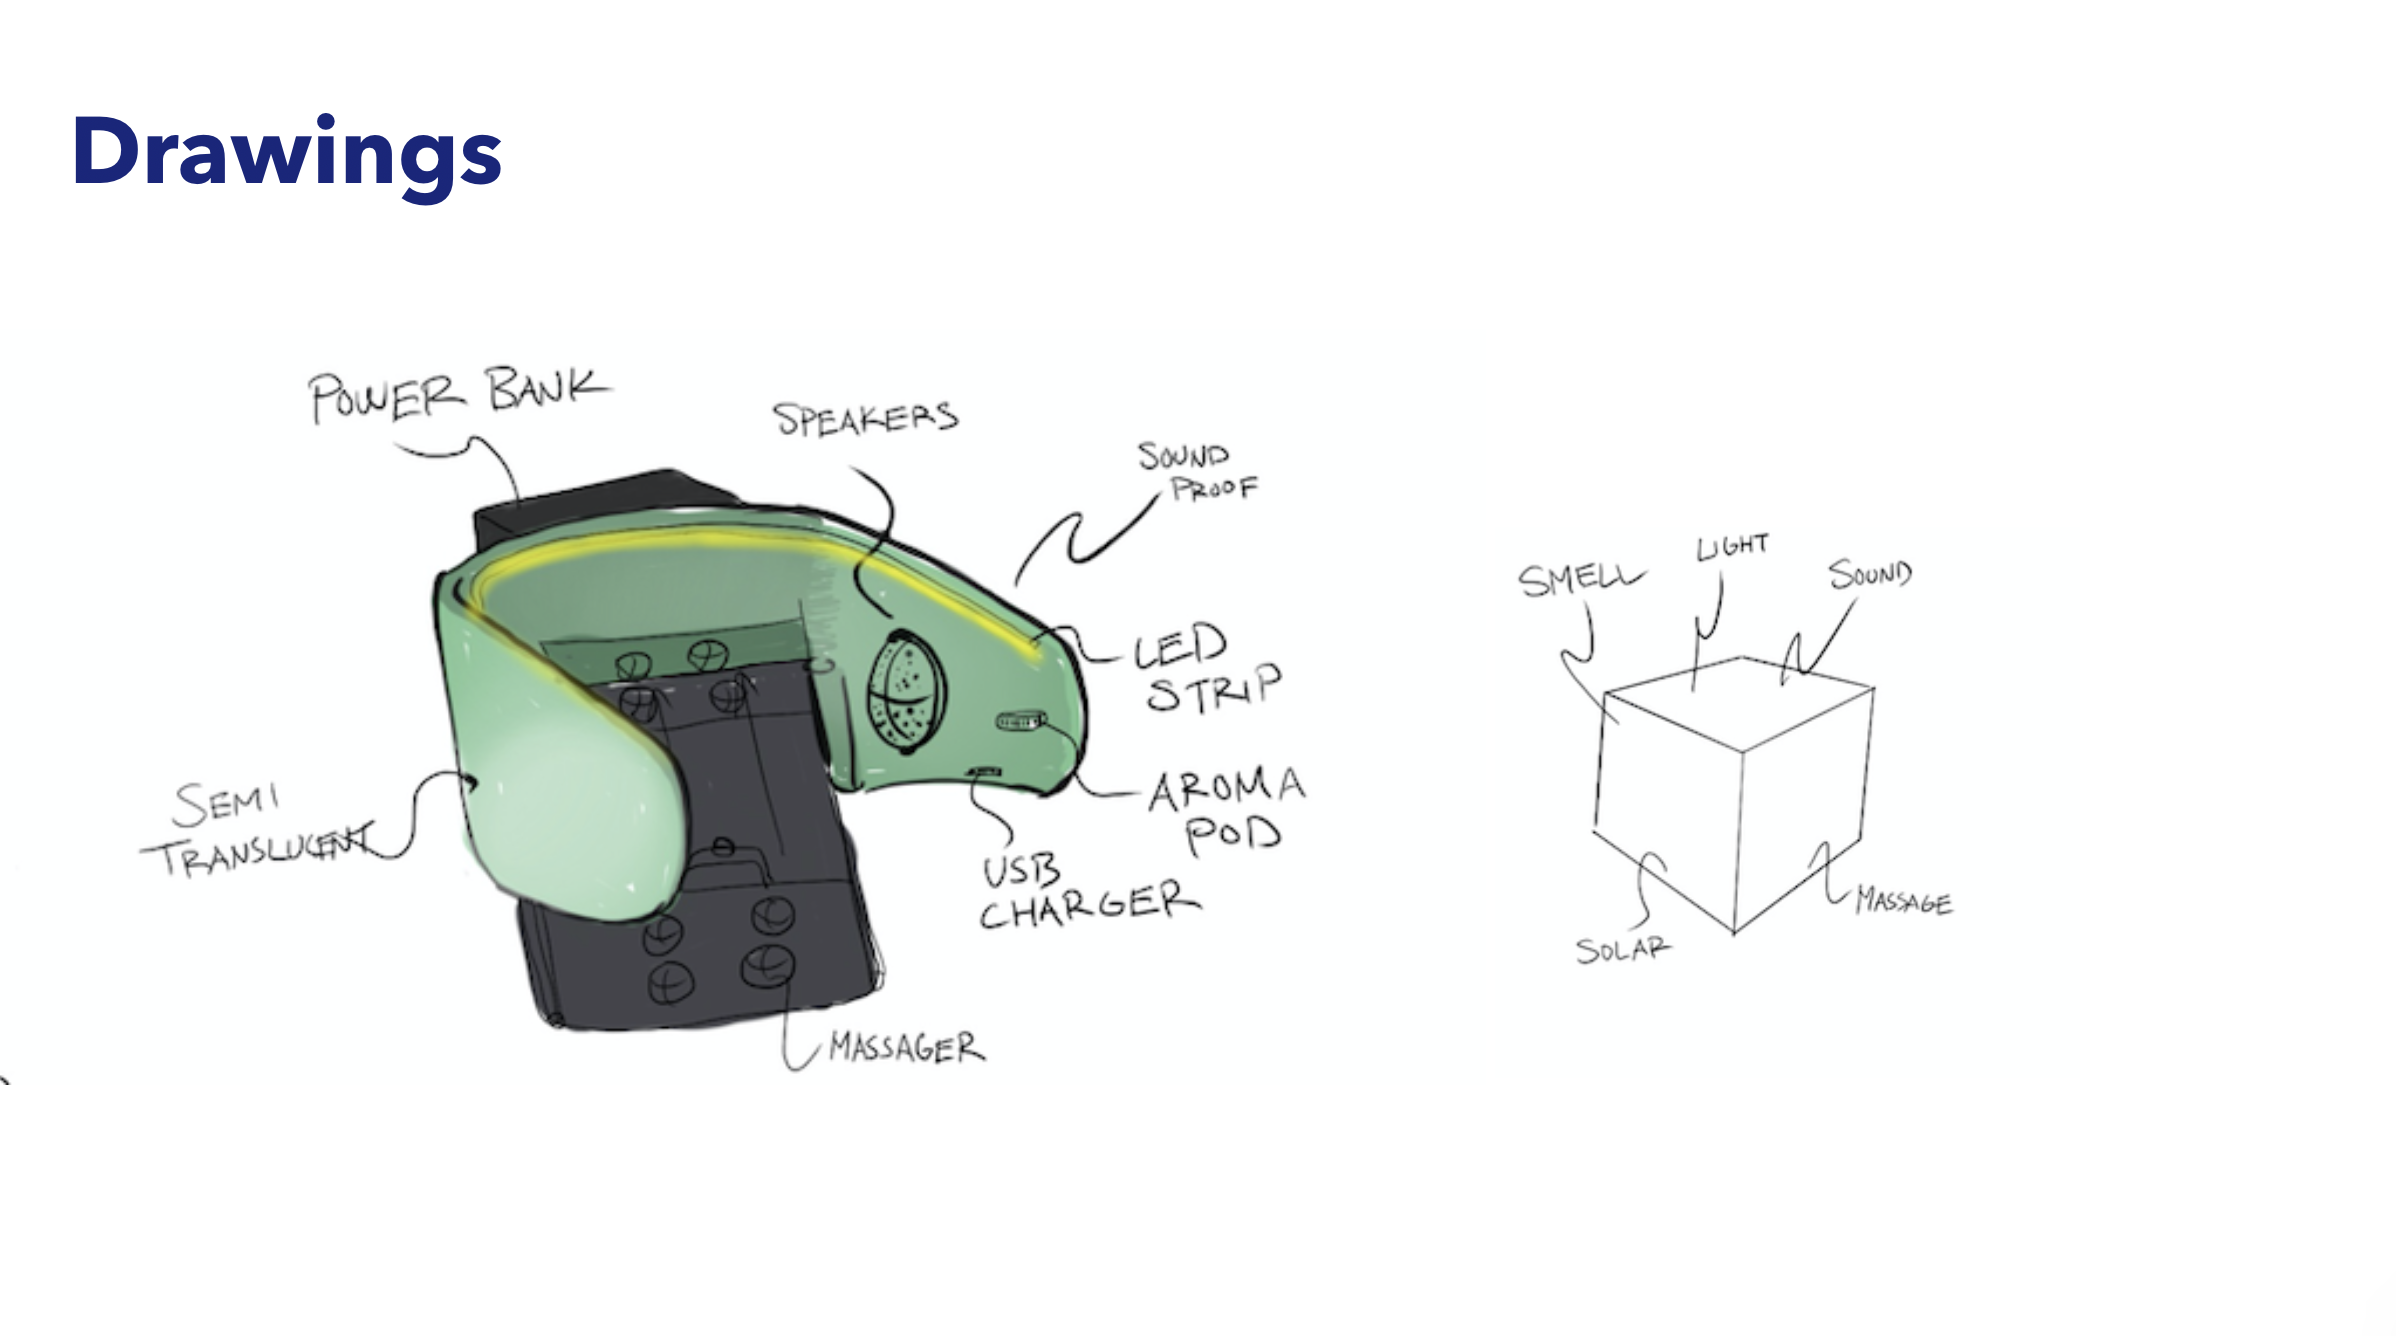 Drawings
POWER BANK
SPEAKERS
SOUND
PROOF
LED
STRIP
AROMA
POD
USB
CHARGER
SEMI
TRANSLUCENT
MASSAGER
SMELL
LIGHT
SOUND
SOLAR
MASSAGE